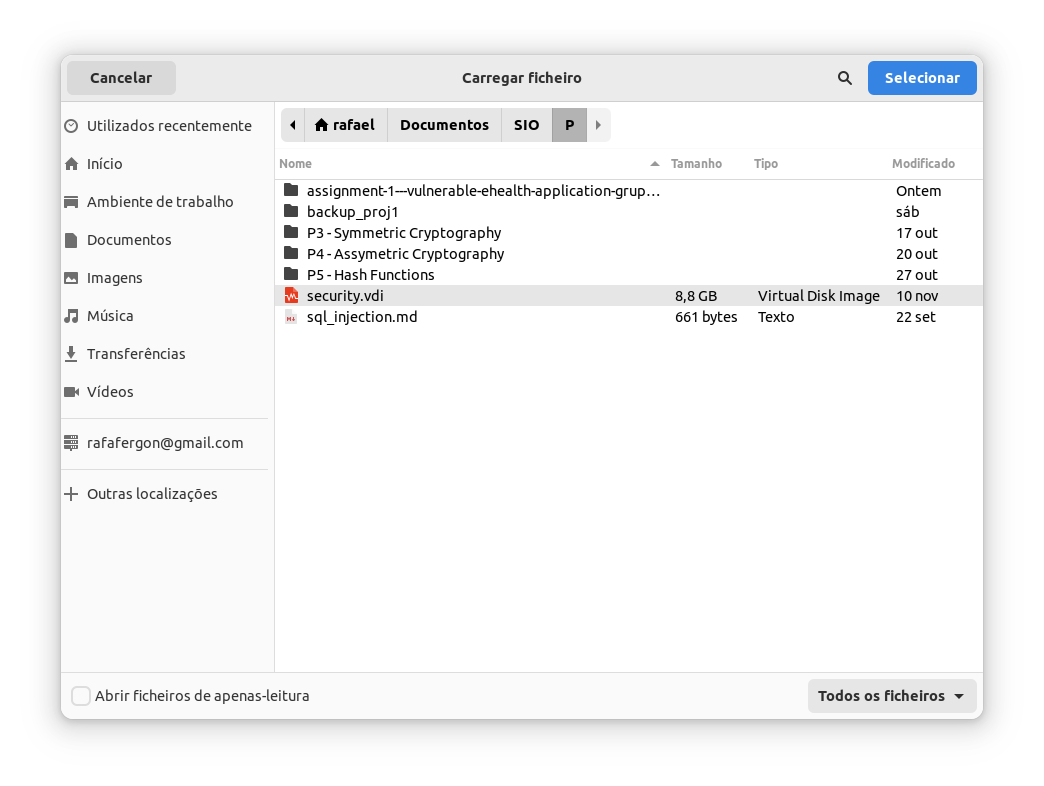 Cancelar Carregar ficheiro Selecionar
Utilizados recentemente
Início
Ambiente de trabalho
Documentos
Imagens
Música
Transferências
Vídeos
rafafergon@gmail.com
Outras localizações
rafael Documentos SIO P
Nome Tamanho Tipo Modificado
assignment-1---vulnerable-ehealth-application-grup… Ontem
backup_proj1 sáb
P3 - Symmetric Cryptography 17 out
P4 - Assymetric Cryptography 20 out
P5 - Hash Functions 27 out
security.vdi 8,8 GB Virtual Disk Image 10 nov
sql_injection.md 661 bytes Texto 22 set
Abrir ficheiros de apenas-leitura Todos os ficheiros